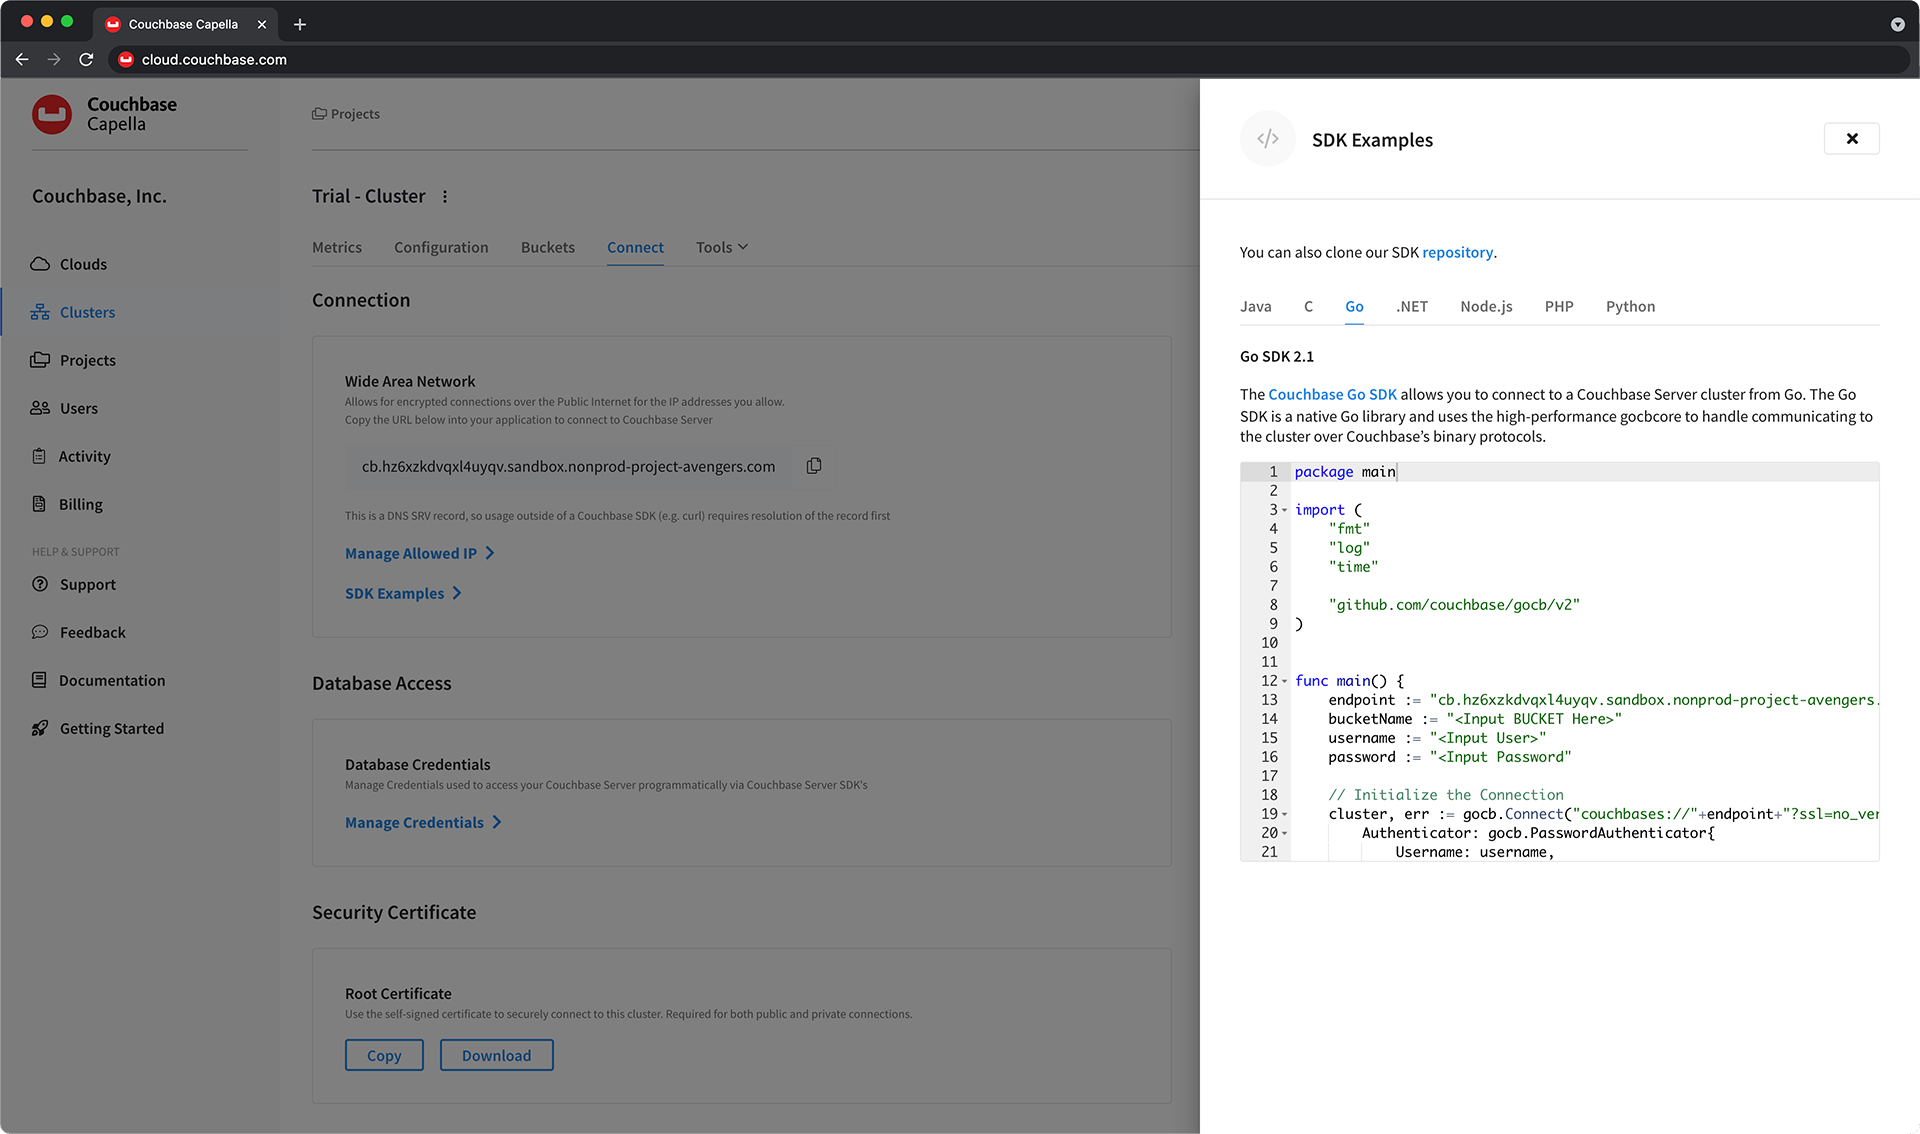 Couchbase Capella
cloud.couchbase.com
Couchbase
Capella
Couchbase, Inc.
Clouds
Clusters
Projects
Users
Activity
Billing
HELP & SUPPORT
Support
Feedback
Documentation
Getting Started
Projects
Trial - Cluster
Metrics Configuration Buckets Connect Tools
Connection
Wide Area Network
Allows for encrypted connections over the Public Internet for the IP addresses you allow.
Copy the URL below into your application to connect to Couchbase Server
cb.hz6xzkdvqxl4uyqv.sandbox.nonprod-project-avengers.com
This is a DNS SRV record, so usage outside of a Couchbase SDK (e.g. curl) requires resolution of the record first
Manage Allowed IP
SDK Examples
Database Access
Database Credentials
Manage Credentials used to access your Couchbase Server programmatically via Couchbase Server SDK's
Manage Credentials
Security Certificate
Root Certificate
Use the self-signed certificate to securely connect to this cluster. Required for both public and private connections.
Copy Download
</> SDK Examples
You can also clone our SDK repository.
Java C Go .NET Node.js PHP Python
Go SDK 2.1
The Couchbase Go SDK allows you to connect to a Couchbase Server cluster from Go. The Go
SDK is a native Go library and uses the high-performance gocbcore to handle communicating to
the cluster over Couchbase’s binary protocols.
1 package main
2
3 import (
4 "fmt"
5 "log"
6 "time"
7
8 "github.com/couchbase/gocb/v2"
9 )
10
11
12 func main() {
13 endpoint := "cb.hz6xzkdvqxl4uyqv.sandbox.nonprod-project-avengers.
14 bucketName := "<Input BUCKET Here>"
15 username := "<Input User>"
16 password := "<Input Password"
17
18 // Initialize the Connection
19 cluster, err := gocb.Connect("couchbases://"+endpoint+"?ssl=no_ver
20 Authenticator: gocb.PasswordAuthenticator{
21 Username: username,